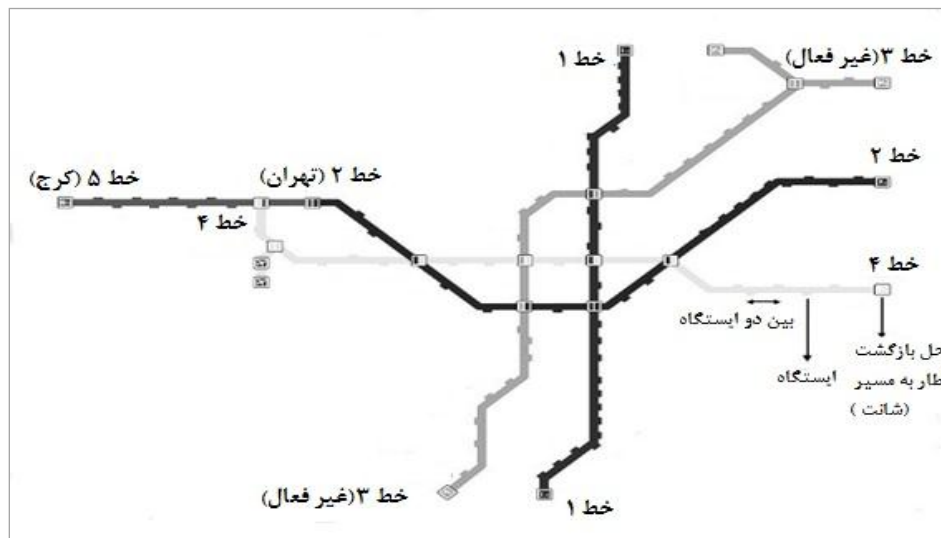 خط ۱
خط ۳(غیر فعال)
خط ۲
خط ۲ (تهران)
خط ۵ (کرج)
خط ۴
خط ۴
بین دو ایستگاه
ایستگاه
حل بازگشت
طار به مسیر
(شانت )
خط ۳(غیر فعال)
خط ۱